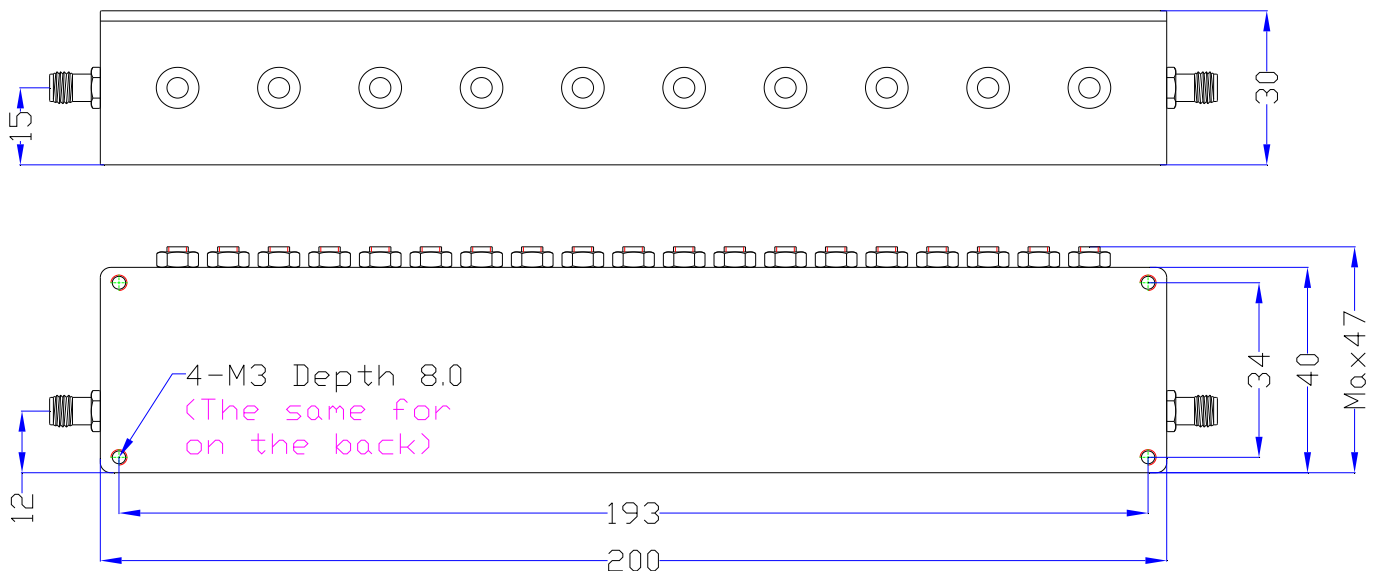 15
30
4-M3 Depth 8.0
(The same for
on the back)
12
34
40
Max47
193
200